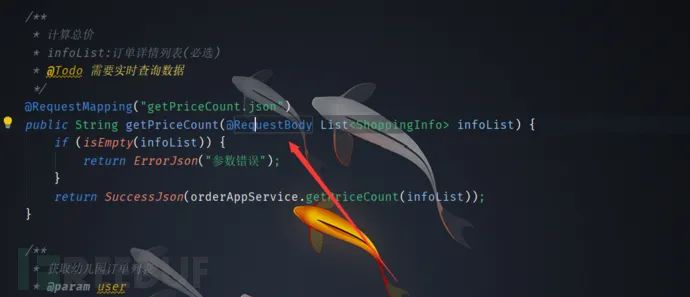 /**
* 计算总价
* infoList:订单详情列表(必选)
* @Todo 需要实时查询数据
*/
@RequestMapping("getPriceCount.json")
public String getPriceCount(@RequestBody List<ShoppingInfo> infoList) {
if (isEmpty(infoList)) {
return ErrorJson("参数错误");
}
return SuccessJson(orderAppService.getPriceCount(infoList));
}
/**
* 获取幼儿园订单列表
* @param user